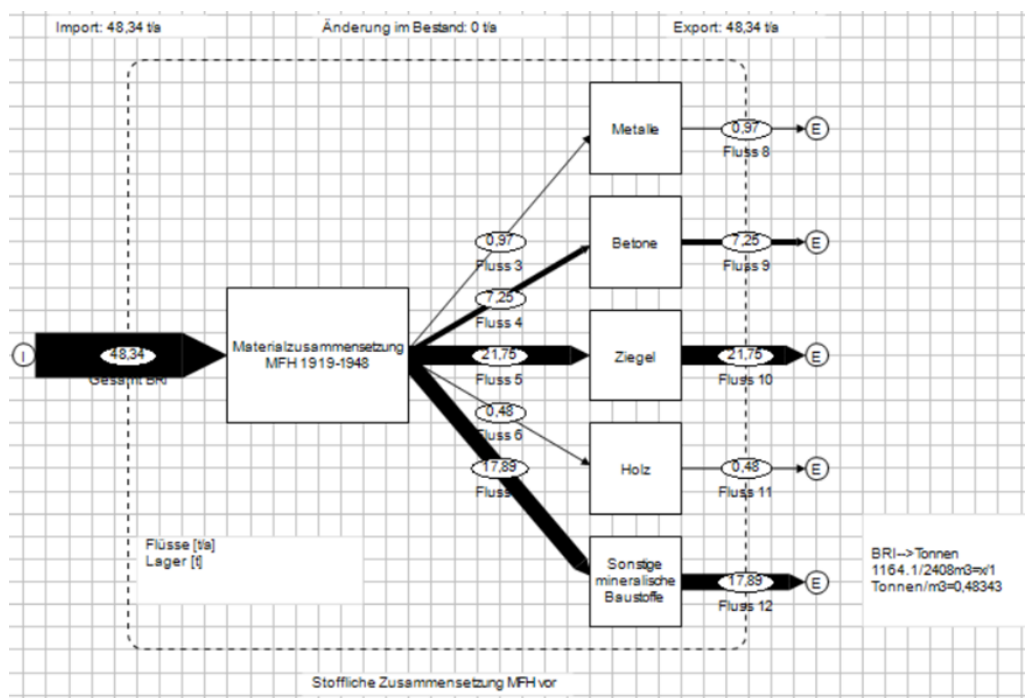 Import: 48,34 t/a
Änderung im Bestand: 0 t/a
Export: 48,34 t/a
Metalle
0,97
E
Fluss 8
0,97
Fluss 3
Betone
7,25
E
Fluss 9
7,25
Fluss 4
I
48,34
Gesamt BRI
Materialzusammensetzung
MFH 1919-1948
21,75
Fluss 5
Ziegel
21,75
E
Fluss 10
0,48
Fluss 6
Holz
0,48
E
Fluss 11
17,89
Fluss
Sonstige
mineralische
Baustoffe
17,89
E
Fluss 12
Flüsse [t/a]
Lager [t]
BRI-->Tonnen
1164.1/2408m3=x/1
Tonnen/m3=0,48343
Stoffliche Zusammensetzung MFH vor